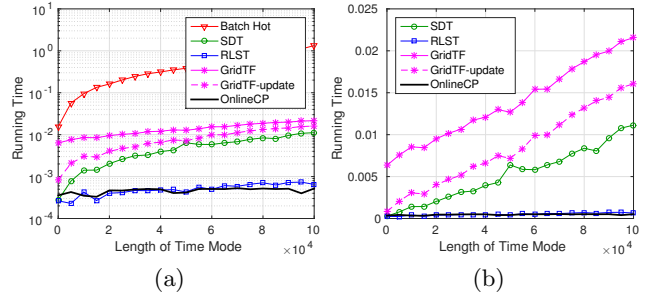 10^1
10^0
10^-1
10^-2
10^-3
10^-4
Running Time
Batch Hot
SDT
RLST
GridTF
GridTF-update
OnlineCP
0 2 4 6 8 10
Length of Time Mode
×10^4
(a)
0.025
0.02
0.015
0.01
0.005
0
Running Time
SDT
RLST
GridTF
GridTF-update
OnlineCP
0 2 4 6 8 10
Length of Time Mode
×10^4
(b)